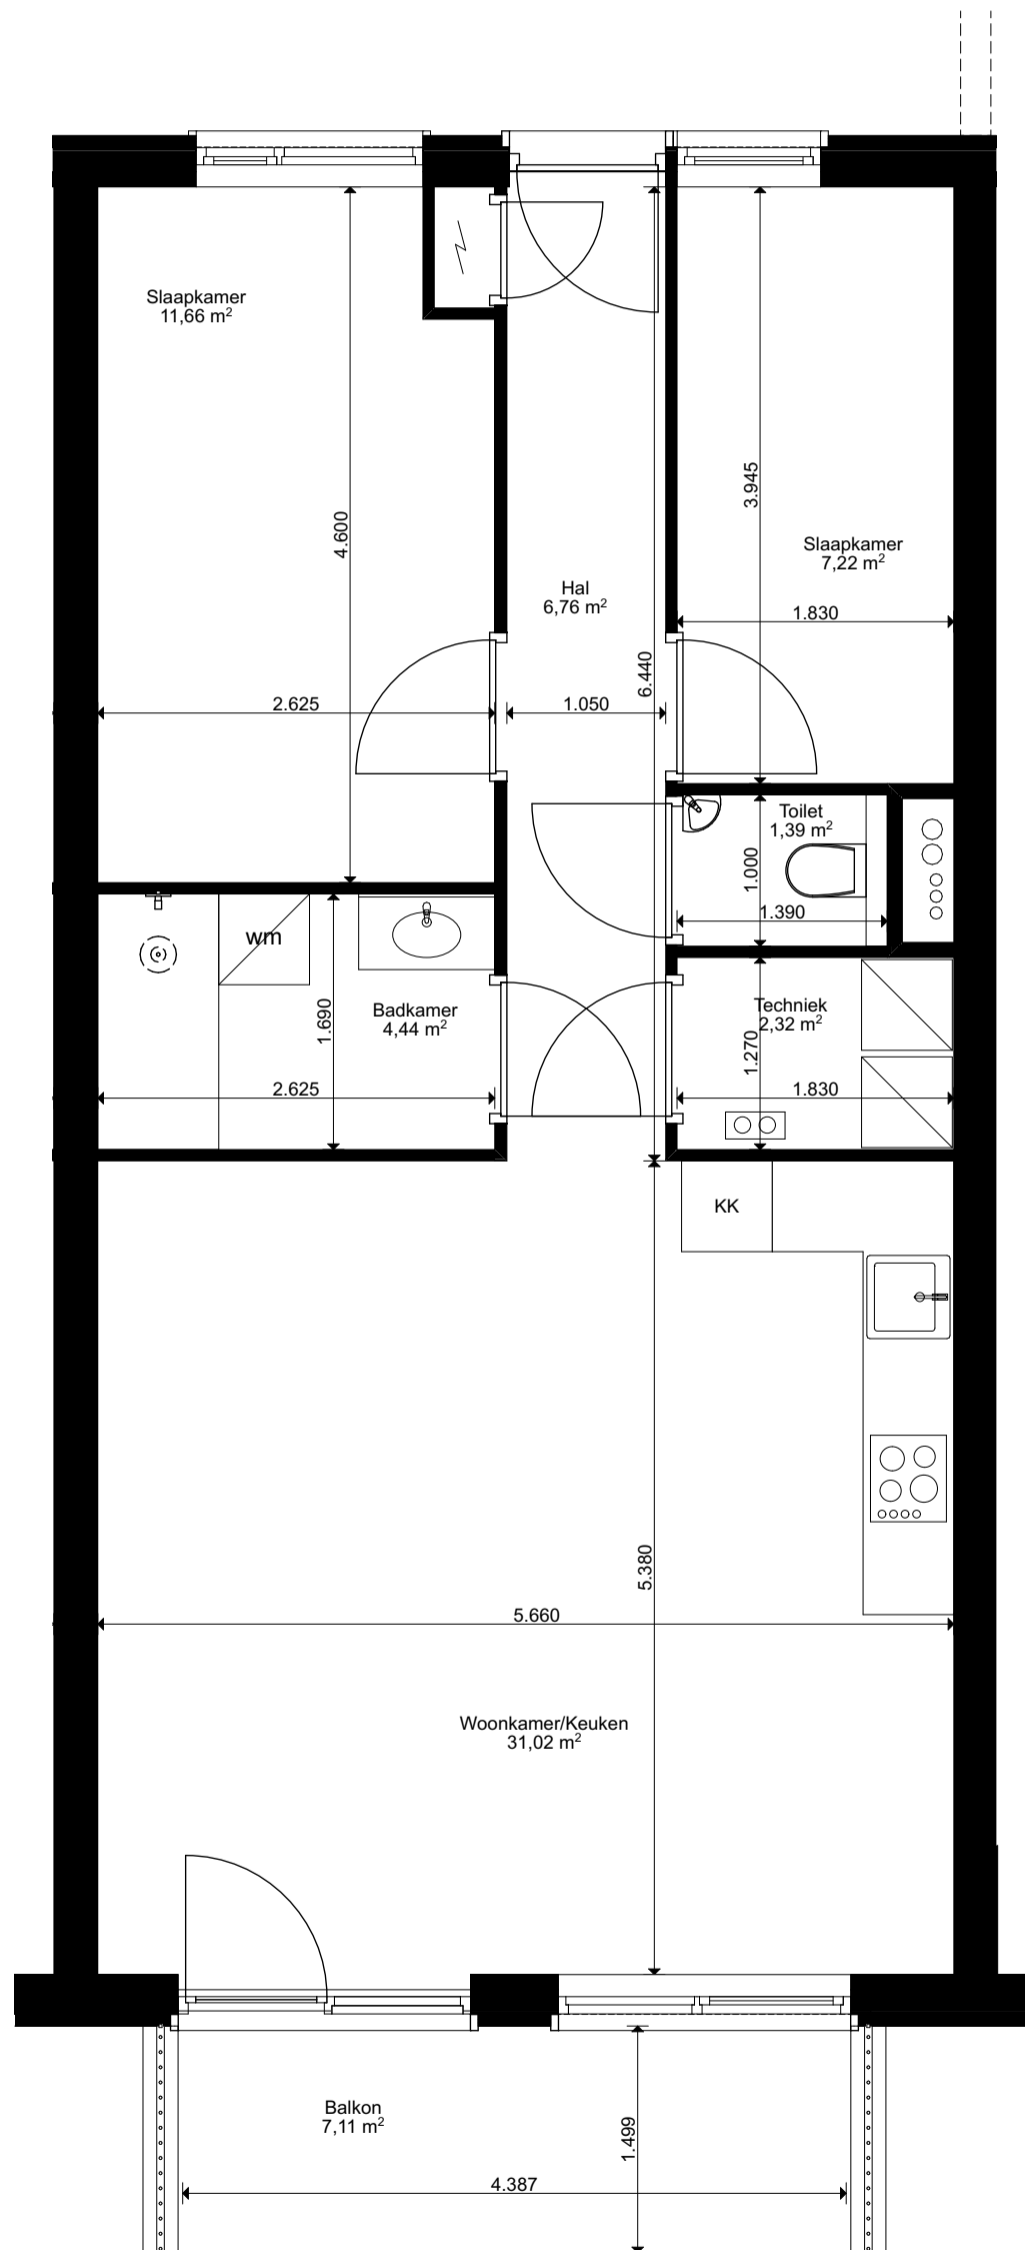 Slaapkamer
11,66 m²
4.600
2.625
Hal
6,76 m²
1.050
6.440
3.945
Slaapkamer
7,22 m²
1.830
Toilet
1,39 m²
1.000
1.390
wm
Badkamer
4,44 m²
1.690
2.625
Techniek
2,32 m²
1.270
1.830
KK
5.380
5.660
Woonkamer/Keuken
31,02 m²
Balkon
7,11 m²
1.499
4.387